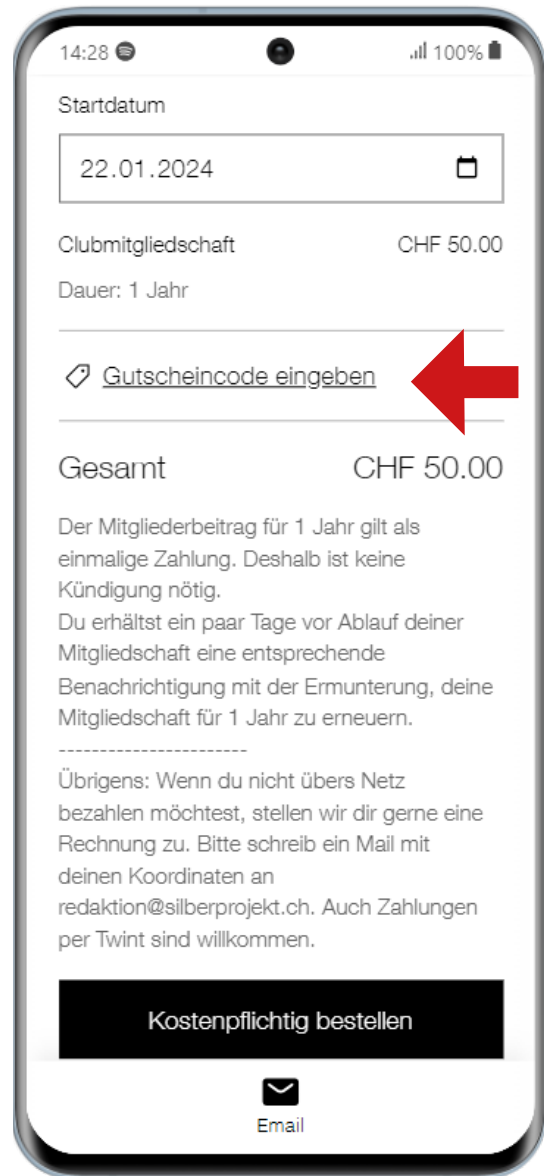 14:28 100%
Startdatum
22.01.2024
Clubmitgliedschaft CHF 50.00
Dauer: 1 Jahr
Gutscheincode eingeben
Gesamt CHF 50.00
Der Mitgliederbeitrag für 1 Jahr gilt als
einmalige Zahlung. Deshalb ist keine
Kündigung nötig.
Du erhältst ein paar Tage vor Ablauf deiner
Mitgliedschaft eine entsprechende
Benachrichtigung mit der Ermunterung, deine
Mitgliedschaft für 1 Jahr zu erneuern.
-----------------------
Übrigens: Wenn du nicht übers Netz
bezahlen möchtest, stellen wir dir gerne eine
Rechnung zu. Bitte schreib ein Mail mit
deinen Koordinaten an
redaktion@silberprojekt.ch. Auch Zahlungen
per Twint sind willkommen.
Kostenpflichtig bestellen
Email